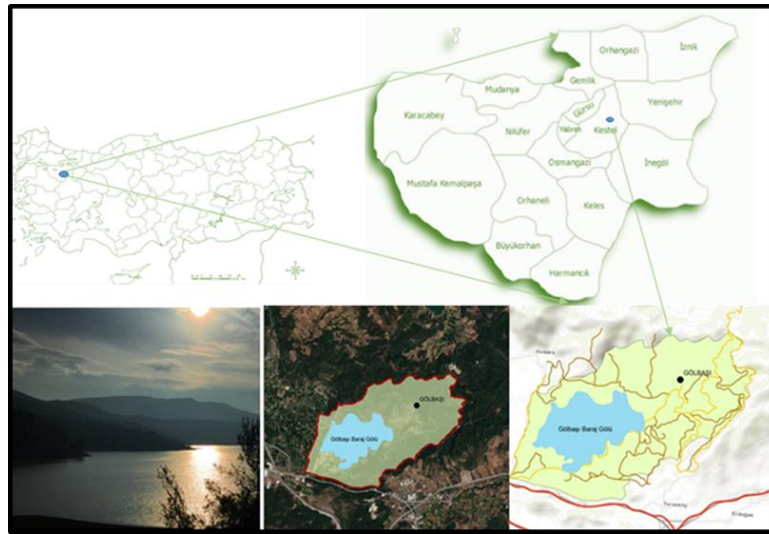 Orhangazi
İznik
Gemlik
Mudanya
Yenişehir
Karacabey
Gürsu
Nilüfer
Yıldırım
Kestel
Osmangazi
İnegöl
Mustafa Kemalpaşa
Orhaneli
Keles
Büyükorhan
Harmancık
GÖLBAŞI
Gölbaşı Baraj Gölü
GÖLBAŞI
Gölbaşı Baraj Gölü